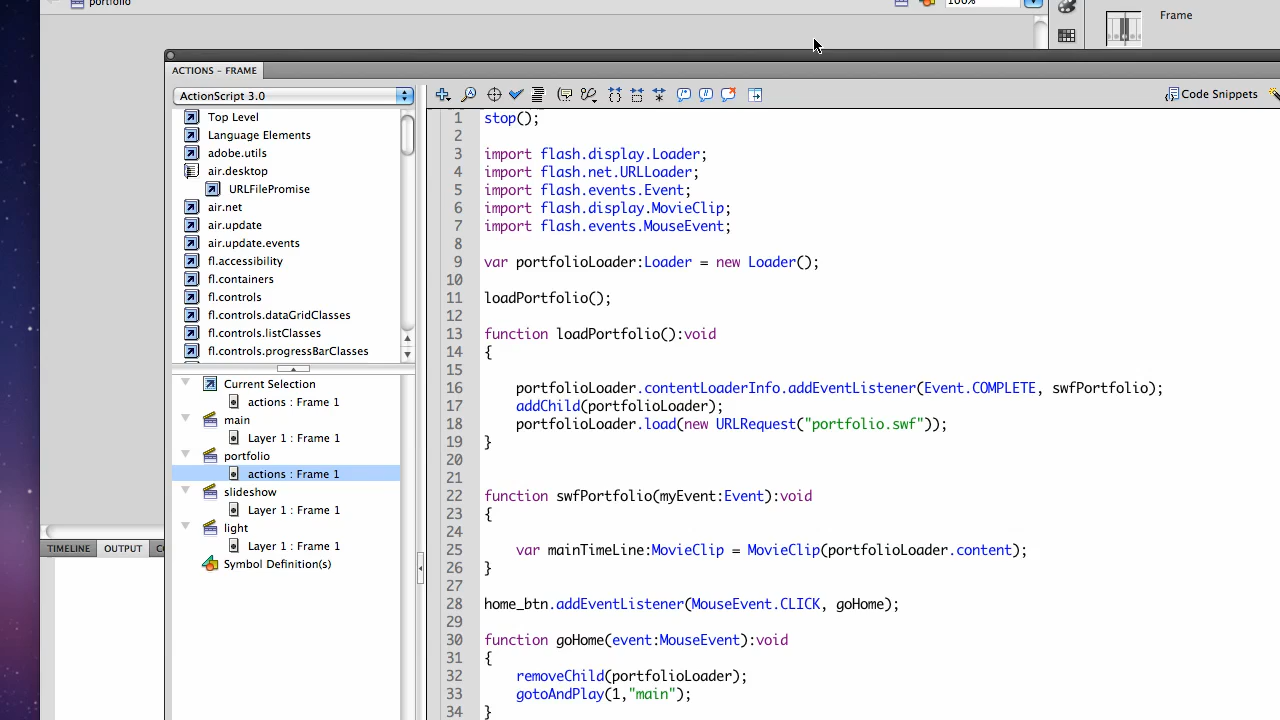 portfolio
100%
Frame
ACTIONS - FRAME
ActionScript 3.0
Code Snippets
Top Level
Language Elements
adobe.utils
air.desktop
URLFilePromise
air.net
air.update
air.update.events
fl.accessibility
fl.containers
fl.controls
fl.controls.dataGridClasses
fl.controls.listClasses
fl.controls.progressBarClasses
Current Selection
actions : Frame 1
main
Layer 1 : Frame 1
portfolio
actions : Frame 1
slideshow
Layer 1 : Frame 1
light
Layer 1 : Frame 1
Symbol Definition(s)
TIMELINE OUTPUT
1 stop();
2
3 import flash.display.Loader;
4 import flash.net.URLLoader;
5 import flash.events.Event;
6 import flash.display.MovieClip;
7 import flash.events.MouseEvent;
8
9 var portfolioLoader:Loader = new Loader();
10
11 loadPortfolio();
12
13 function loadPortfolio():void
14 {
15
16 portfolioLoader.contentLoaderInfo.addEventListener(Event.COMPLETE, swfPortfolio);
17 addChild(portfolioLoader);
18 portfolioLoader.load(new URLRequest("portfolio.swf"));
19 }
20
21
22 function swfPortfolio(myEvent:Event):void
23 {
24
25 var mainTimeLine:MovieClip = MovieClip(portfolioLoader.content);
26 }
27
28 home_btn.addEventListener(MouseEvent.CLICK, goHome);
29
30 function goHome(event:MouseEvent):void
31 {
32 removeChild(portfolioLoader);
33 gotoAndPlay(1,"main");
34 }